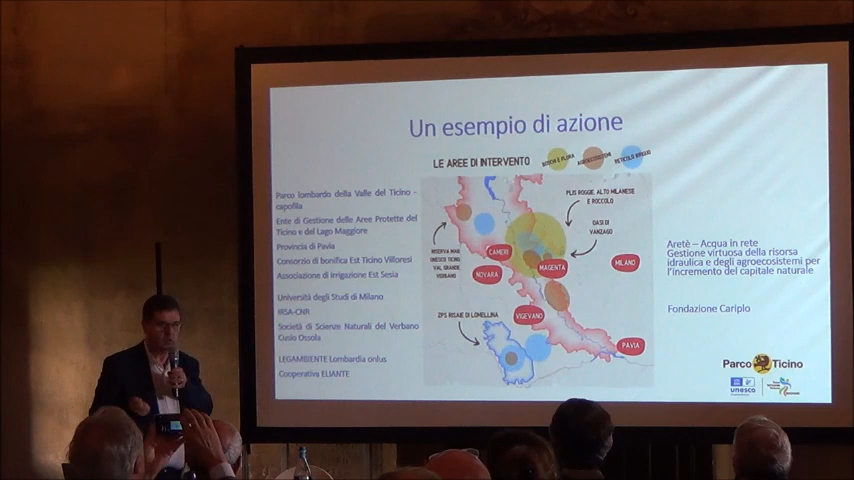 Un esempio di azione
LE AREE DI INTERVENTO
BOSCHI E FLORA
AGROECOSISTEMI
RETICOLO IRRIGUO
Parco lombardo della Valle del Ticino -
capofila
Ente di Gestione delle Aree Protette del
Ticino e del Lago Maggiore
Provincia di Pavia
Consorzio di bonifica Est Ticino Villoresi
Associazione di irrigazione Est Sesia
Università degli Studi di Milano
IRSA-CNR
Società di Scienze Naturali del Verbano
Cusio Ossola
LEGAMBIENTE Lombardia onlus
Cooperativa ELIANTE
PLIS ROGGIE, ALTO MILANESE
E ROCCOLO
OASI DI
VANZAGO
RISERVA MAB
UNESCO TICINO
VAL GRANDE
VERBANO
CAMERI
NOVARA
MAGENTA
MILANO
ZPS RISAIE DI LOMELLINA
VIGEVANO
PAVIA
Aretè – Acqua in rete
Gestione virtuosa della risorsa
idraulica e degli agroecosistemi per
l'incremento del capitale naturale
Fondazione Cariplo
Parco Ticino
unesco